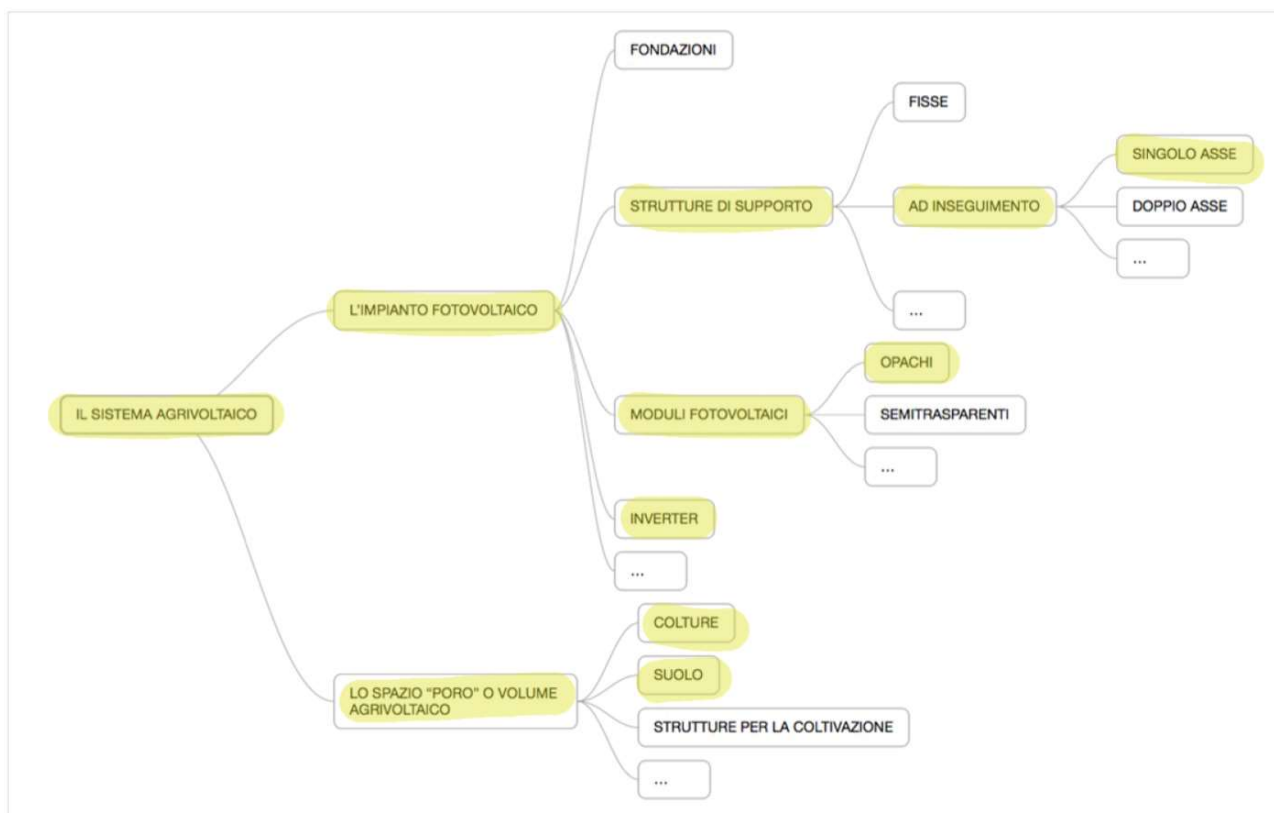 FONDAZIONI
FISSE
SINGOLO ASSE
STRUTTURE DI SUPPORTO
AD INSEGUIMENTO
DOPPIO ASSE
...
L'IMPIANTO FOTOVOLTAICO
...
OPACHI
IL SISTEMA AGRIVOLTAICO
MODULI FOTOVOLTAICI
SEMITRASPARENTI
...
INVERTER
...
COLTURE
LO SPAZIO "PORO" O VOLUME
AGRIVOLTAICO
SUOLO
STRUTTURE PER LA COLTIVAZIONE
...